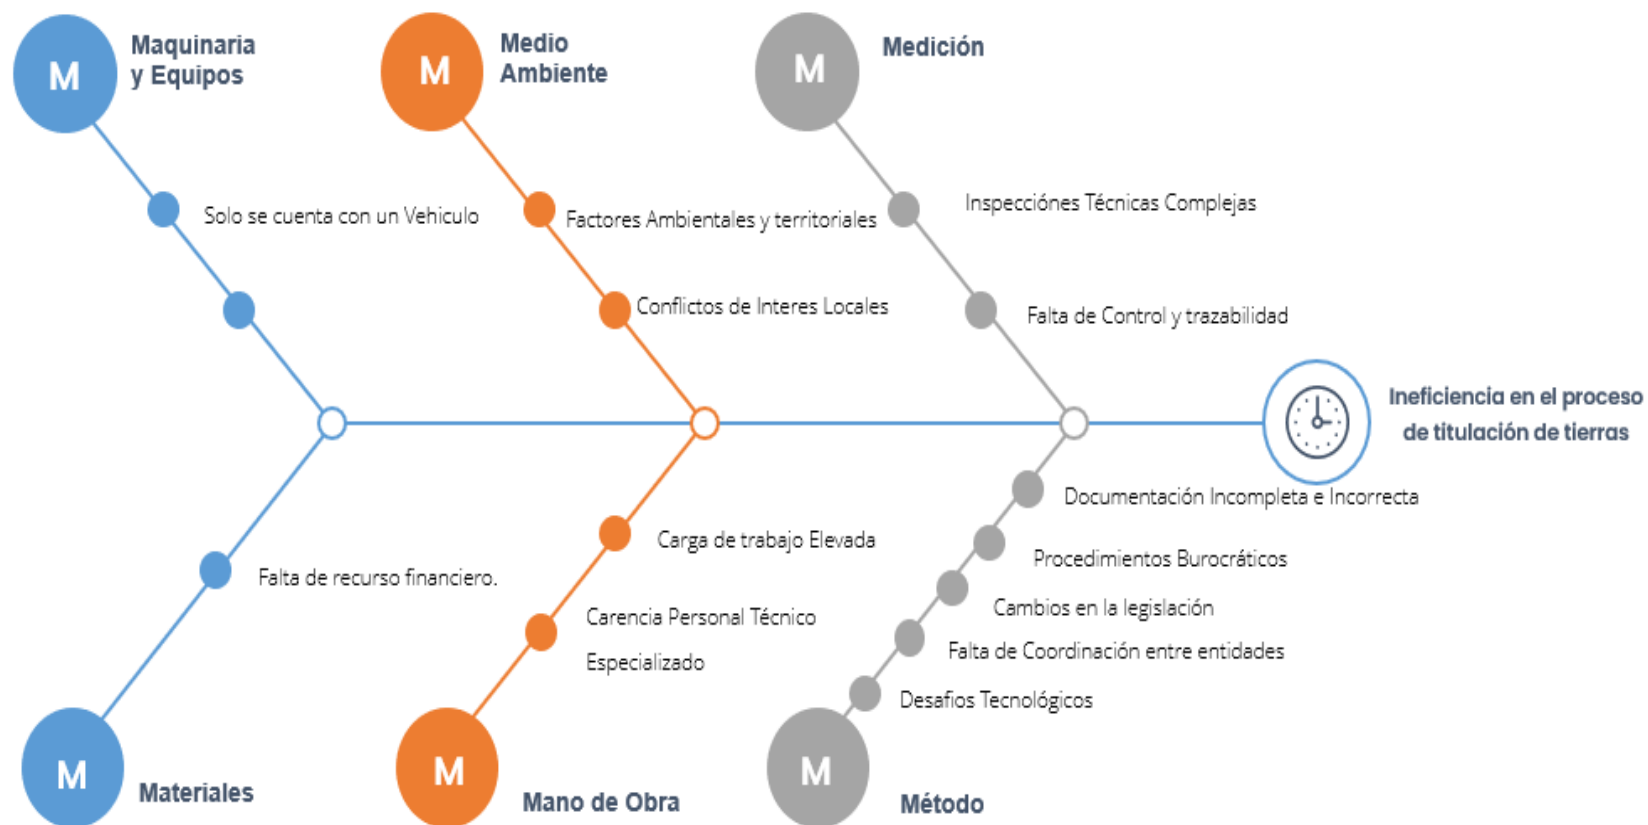 M
Maquinaria
y Equipos
M
Medio
Ambiente
M
Medición
Solo se cuenta con un Vehiculo
Factores Ambientales y territoriales
Inspecciónes Técnicas Complejas
Conflictos de Interes Locales
Falta de Control y trazabilidad
Ineficiencia en el proceso
de titulación de tierras
Documentación Incompleta e Incorrecta
Carga de trabajo Elevada
Procedimientos Burocráticos
Falta de recurso financiero.
Cambios en la legislación
Carencia Personal Técnico
Especializado
Falta de Coordinación entre entidades
Desafios Tecnológicos
M
Materiales
M
Mano de Obra
M
Método